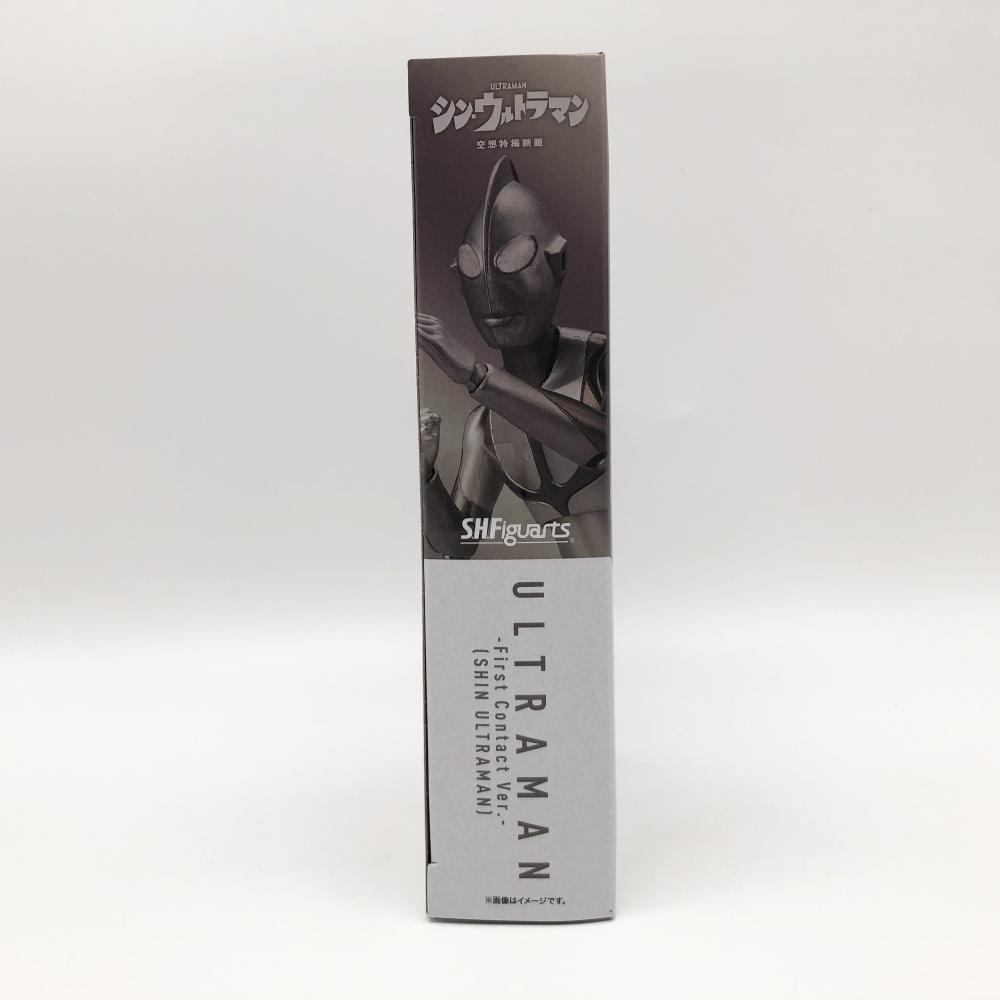 ULTRAMAN
シン・ウルトラマン
空想特撮映画
S.H.Figuarts
ULTRAMAN
-First Contact Ver.-
(SHIN ULTRAMAN)
※画像はイメージです。